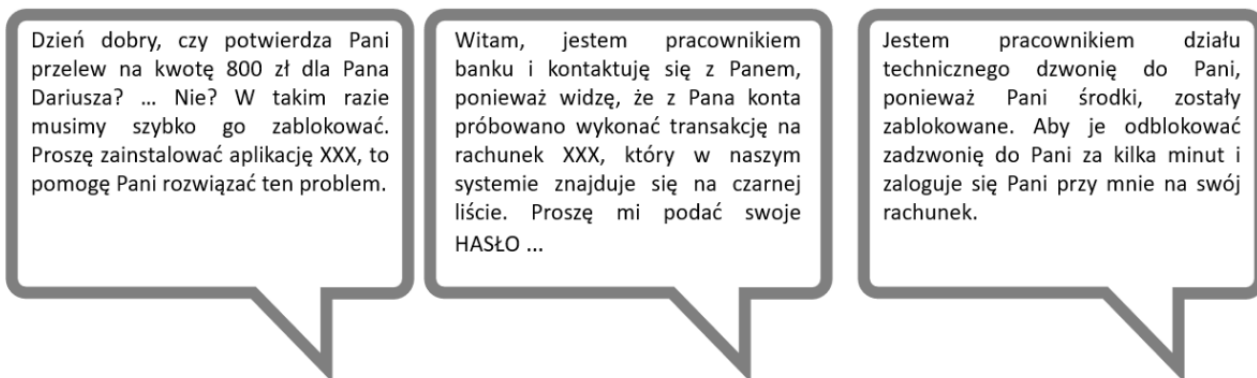 Dzień dobry, czy potwierdza Pani
przelew na kwotę 800 zł dla Pana
Dariusza? ... Nie? W takim razie
musimy szybko go zablokować.
Proszę zainstalować aplikację XXX, to
pomogę Pani rozwiązać ten problem.
Witam, jestem pracownikiem
banku i kontaktuję się z Panem,
ponieważ widzę, że z Pana konta
próbowano wykonać transakcję na
rachunek XXX, który w naszym
systemie znajduje się na czarnej
liście. Proszę mi podać swoje
HASŁO ...
Jestem pracownikiem działu
technicznego dzwonię do Pani,
ponieważ Pani środki, zostały
zablokowane. Aby je odblokować
zadzwonię do Pani za kilka minut i
zaloguje się Pani przy mnie na swój
rachunek.